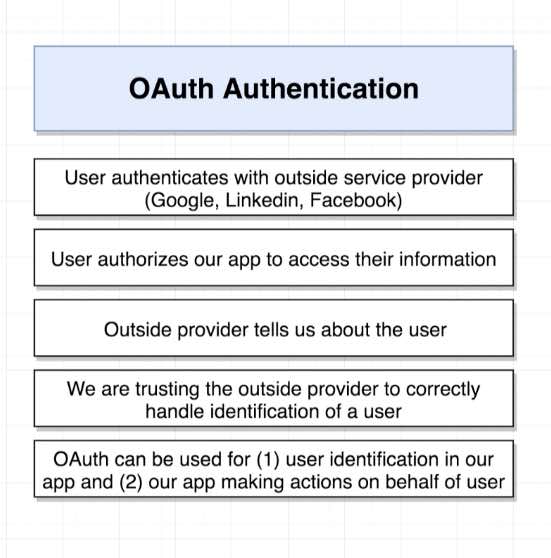 OAuth Authentication
User authenticates with outside service provider
(Google, Linkedin, Facebook)
User authorizes our app to access their information
Outside provider tells us about the user
We are trusting the outside provider to correctly
handle identification of a user
OAuth can be used for (1) user identification in our
app and (2) our app making actions on behalf of user